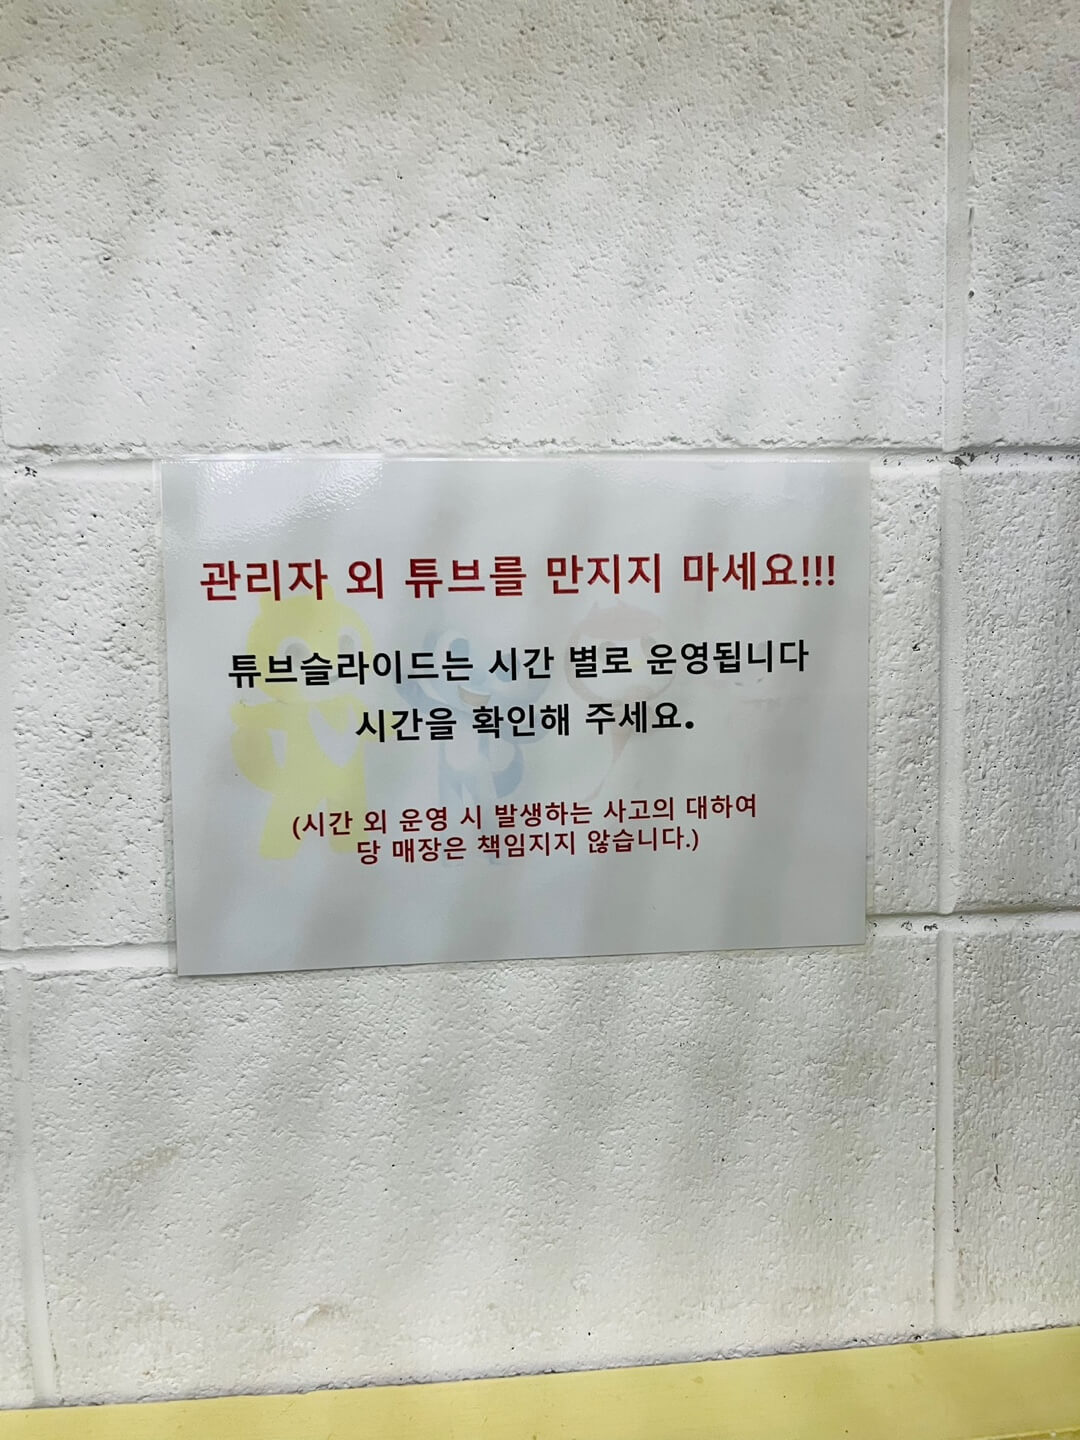 관리자 외 튜브를 만지지 마세요!!!
튜브슬라이드는 시간 별로 운영됩니다
시간을 확인해 주세요.
(시간 외 운영 시 발생하는 사고의 대하여
당 매장은 책임지지 않습니다.)